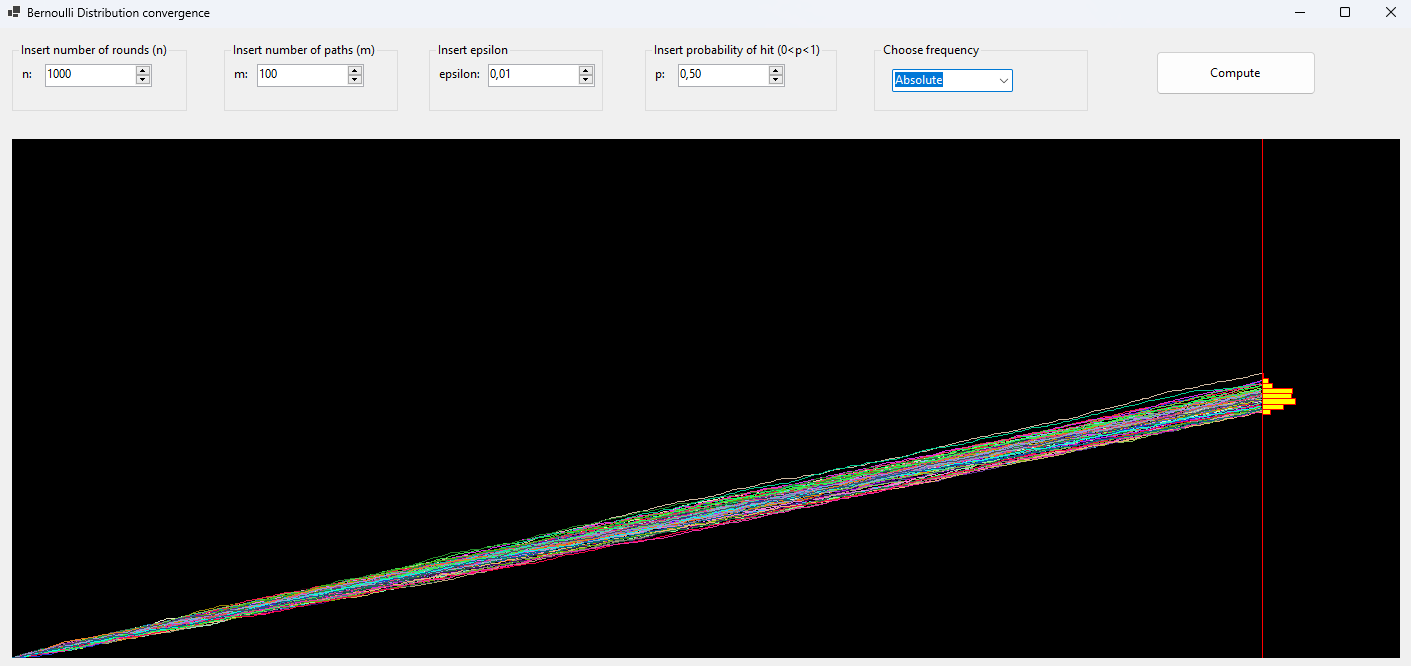 Bernoulli Distribution convergence
Insert number of rounds (n)
n: 1000
Insert number of paths (m)
m: 100
Insert epsilon
epsilon: 0,01
Insert probability of hit (0<p<1)
p: 0,50
Choose frequency
Absolute
Compute